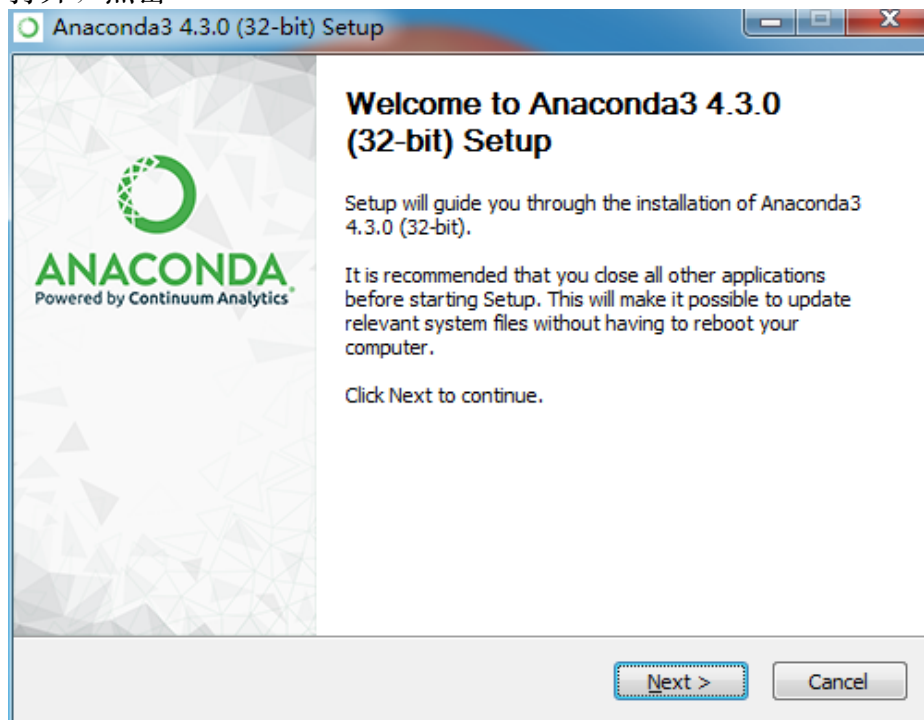 Anaconda3 4.3.0 (32-bit) Setup
Welcome to Anaconda3 4.3.0
(32-bit) Setup
Setup will guide you through the installation of Anaconda3
4.3.0 (32-bit).
It is recommended that you close all other applications
before starting Setup. This will make it possible to update
relevant system files without having to reboot your
computer.
Click Next to continue.
ANACONDA
Powered by Continuum Analytics
Next >
Cancel